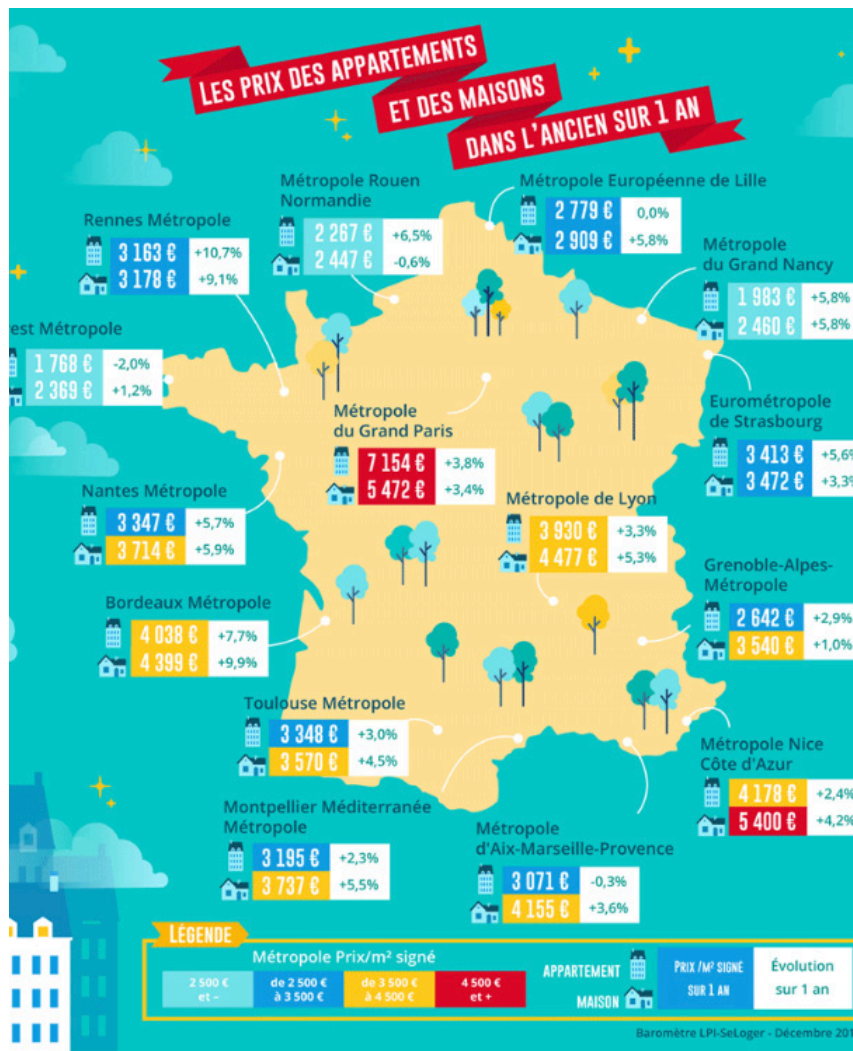 LES PRIX DES APPARTEMENTS
ET DES MAISONS
DANS L'ANCIEN SUR 1 AN
Métropole Rouen
Normandie
2 267 € +6,5%
2 447 € -0,6%
Métropole Européenne de Lille
2 779 € 0,0%
2 909 € +5,8%
Rennes Métropole
3 163 € +10,7%
3 178 € +9,1%
Métropole
du Grand Nancy
1 983 € +5,8%
2 460 € +5,8%
est Métropole
1 768 € -2,0%
2 369 € +1,2%
Métropole
du Grand Paris
7 154 € +3,8%
5 472 € +3,4%
Eurométropole
de Strasbourg
3 413 € +5,6%
3 472 € +3,3%
Nantes Métropole
3 347 € +5,7%
3 714 € +5,9%
Métropole de Lyon
3 930 € +3,3%
4 477 € +5,3%
Grenoble-Alpes-
Métropole
2 642 € +2,9%
3 540 € +1,0%
Bordeaux Métropole
4 038 € +7,7%
4 399 € +9,9%
Toulouse Métropole
3 348 € +3,0%
3 570 € +4,5%
Métropole Nice
Côte d'Azur
4 178 € +2,4%
5 400 € +4,2%
Montpellier Méditerranée
Métropole
3 195 € +2,3%
3 737 € +5,5%
Métropole
d'Aix-Marseille-Provence
3 071 € -0,3%
4 155 € +3,6%
LÉGENDE
Métropole Prix/m² signé
2 500 €
et –
de 2 500 €
à 3 500 €
de 3 500 €
à 4 500 €
4 500 €
et +
APPARTEMENT
MAISON
PRIX /M² SIGNÉ
SUR 1 AN
Évolution
sur 1 an
Baromètre LPI-SeLoger - Décembre 201